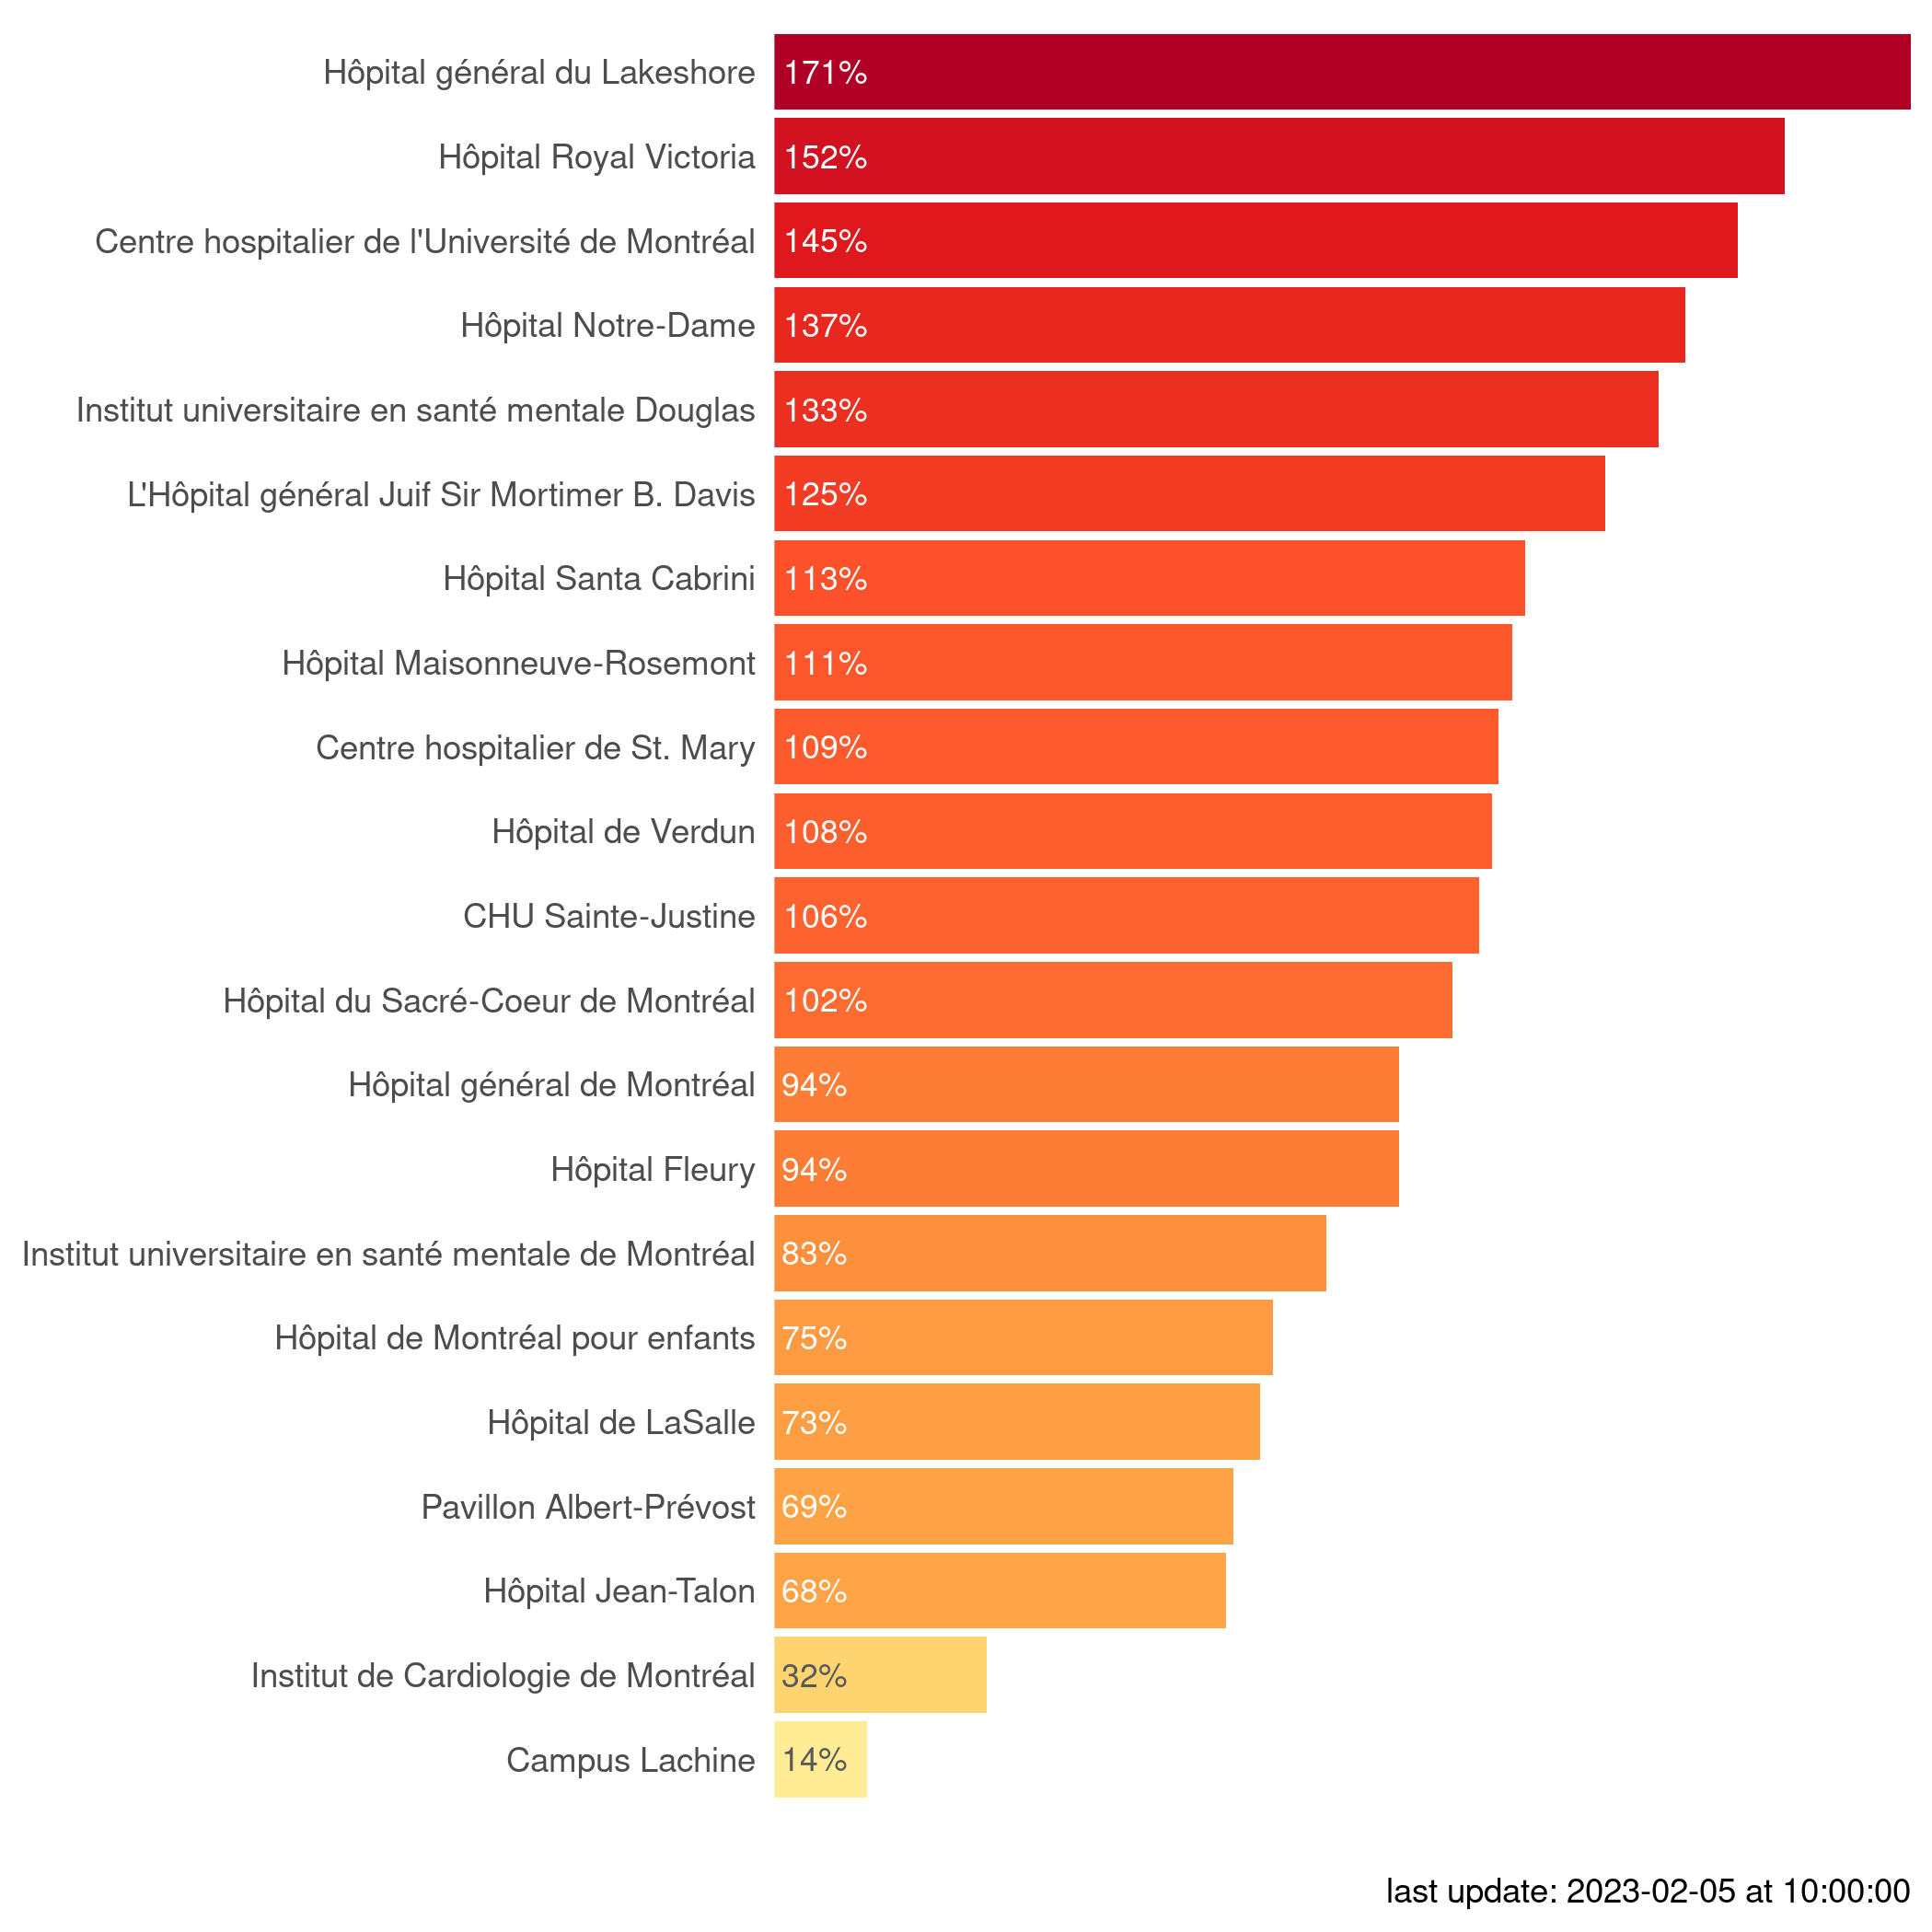 Hôpital général du Lakeshore 171%
Hôpital Royal Victoria 152%
Centre hospitalier de l'Université de Montréal 145%
Hôpital Notre-Dame 137%
Institut universitaire en santé mentale Douglas 133%
L'Hôpital général Juif Sir Mortimer B. Davis 125%
Hôpital Santa Cabrini 113%
Hôpital Maisonneuve-Rosemont 111%
Centre hospitalier de St. Mary 109%
Hôpital de Verdun 108%
CHU Sainte-Justine 106%
Hôpital du Sacré-Coeur de Montréal 102%
Hôpital général de Montréal 94%
Hôpital Fleury 94%
Institut universitaire en santé mentale de Montréal 83%
Hôpital de Montréal pour enfants 75%
Hôpital de LaSalle 73%
Pavillon Albert-Prévost 69%
Hôpital Jean-Talon 68%
Institut de Cardiologie de Montréal 32%
Campus Lachine 14%
last update: 2023-02-05 at 10:00:00